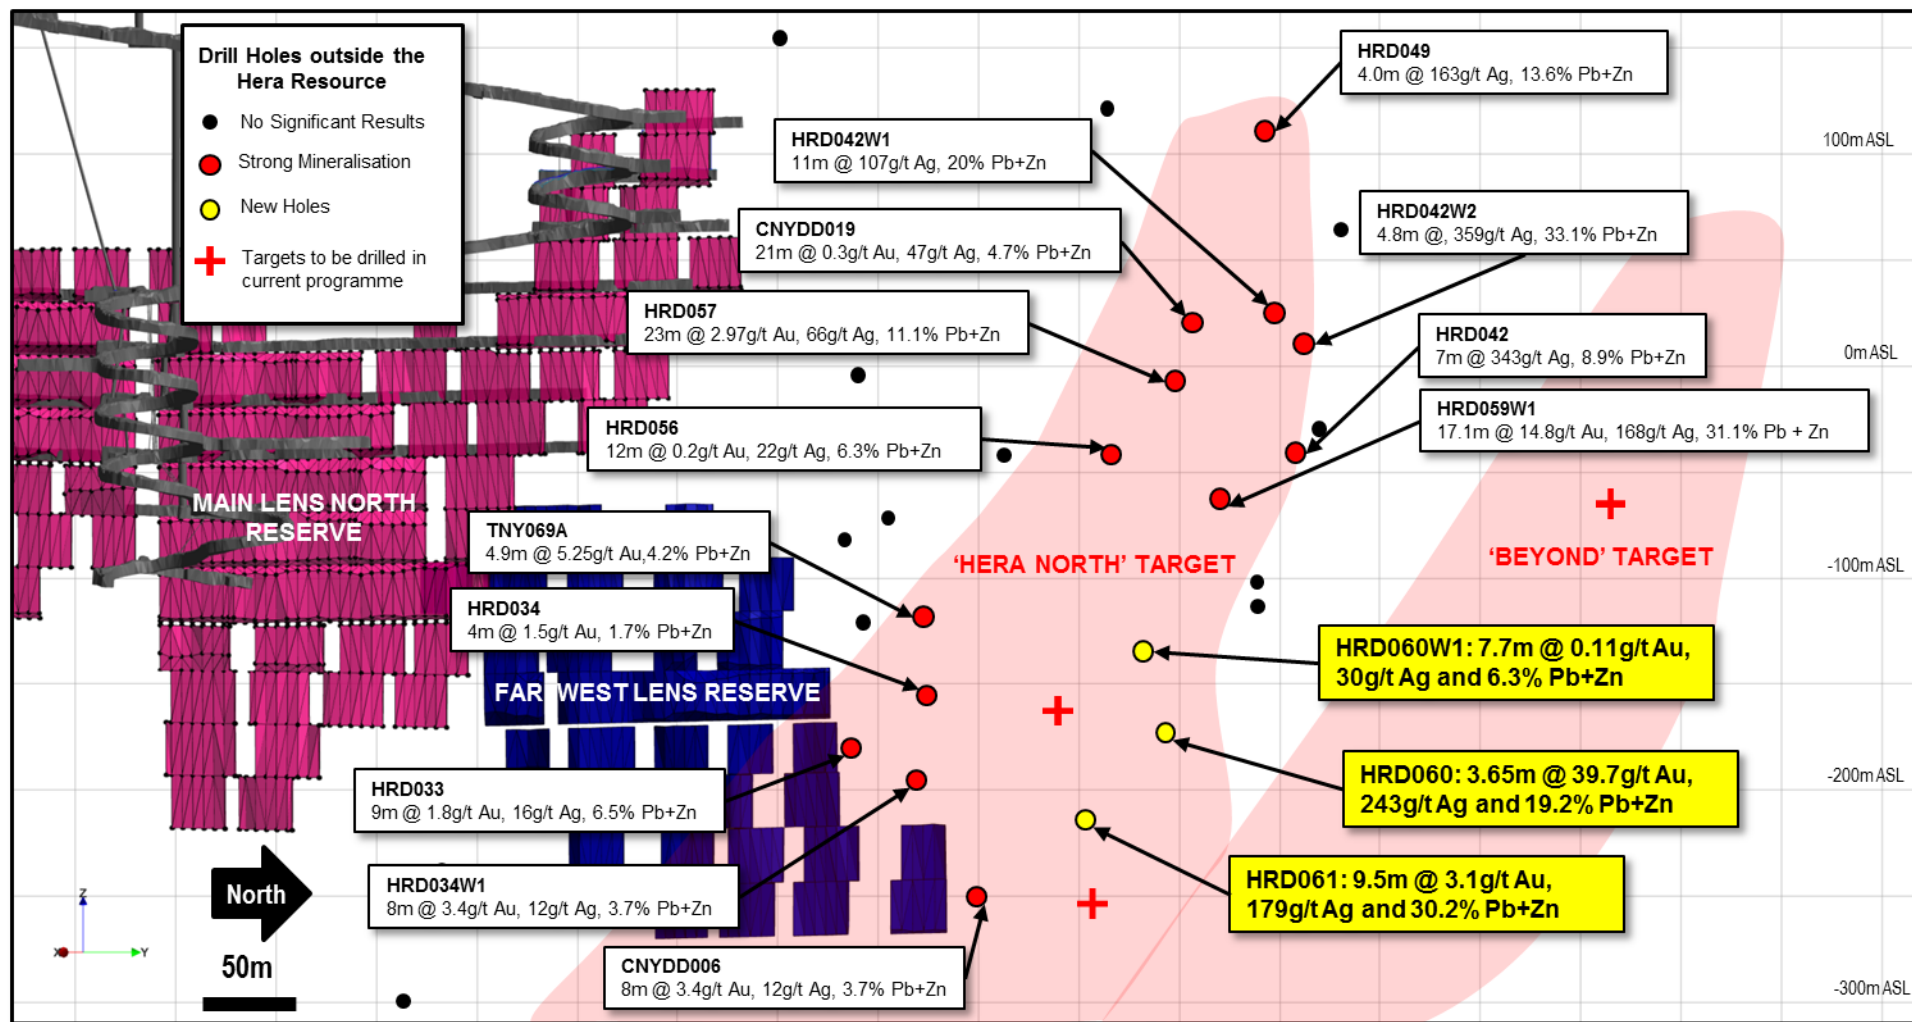 Drill Holes outside the
Hera Resource
No Significant Results
Strong Mineralisation
New Holes
Targets to be drilled in
current programme
HRD049
4.0m @ 163g/t Ag, 13.6% Pb+Zn
100m ASL
HRD042W1
11m @ 107g/t Ag, 20% Pb+Zn
HRD042W2
4.8m @, 359g/t Ag, 33.1% Pb+Zn
CNYDD019
21m @ 0.3g/t Au, 47g/t Ag, 4.7% Pb+Zn
HRD057
23m @ 2.97g/t Au, 66g/t Ag, 11.1% Pb+Zn
HRD042
7m @ 343g/t Ag, 8.9% Pb+Zn
0m ASL
HRD059W1
17.1m @ 14.8g/t Au, 168g/t Ag, 31.1% Pb + Zn
HRD056
12m @ 0.2g/t Au, 22g/t Ag, 6.3% Pb+Zn
MAIN LENS NORTH
RESERVE
TNY069A
4.9m @ 5.25g/t Au,4.2% Pb+Zn
'HERA NORTH' TARGET
'BEYOND' TARGET
-100m ASL
HRD034
4m @ 1.5g/t Au, 1.7% Pb+Zn
HRD060W1: 7.7m @ 0.11g/t Au,
30g/t Ag and 6.3% Pb+Zn
FAR WEST LENS RESERVE
HRD033
9m @ 1.8g/t Au, 16g/t Ag, 6.5% Pb+Zn
HRD060: 3.65m @ 39.7g/t Au,
243g/t Ag and 19.2% Pb+Zn
-200m ASL
HRD034W1
8m @ 3.4g/t Au, 12g/t Ag, 3.7% Pb+Zn
HRD061: 9.5m @ 3.1g/t Au,
179g/t Ag and 30.2% Pb+Zn
North
Z
X
Y
50m
CNYDD006
8m @ 3.4g/t Au, 12g/t Ag, 3.7% Pb+Zn
-300m ASL